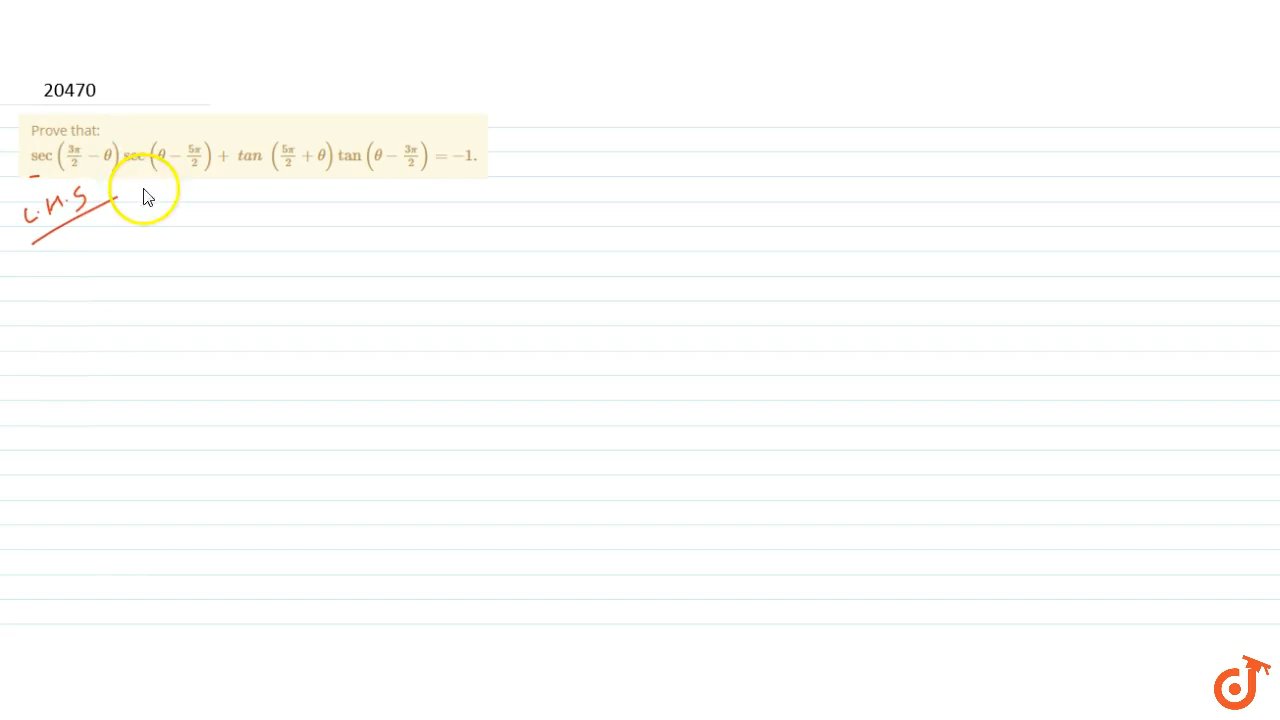 20470
Prove that:
sec (3π/2 − θ) sec (θ − 5π/2) + tan (5π/2 + θ) tan (θ − 3π/2) = −1.
L.H.S